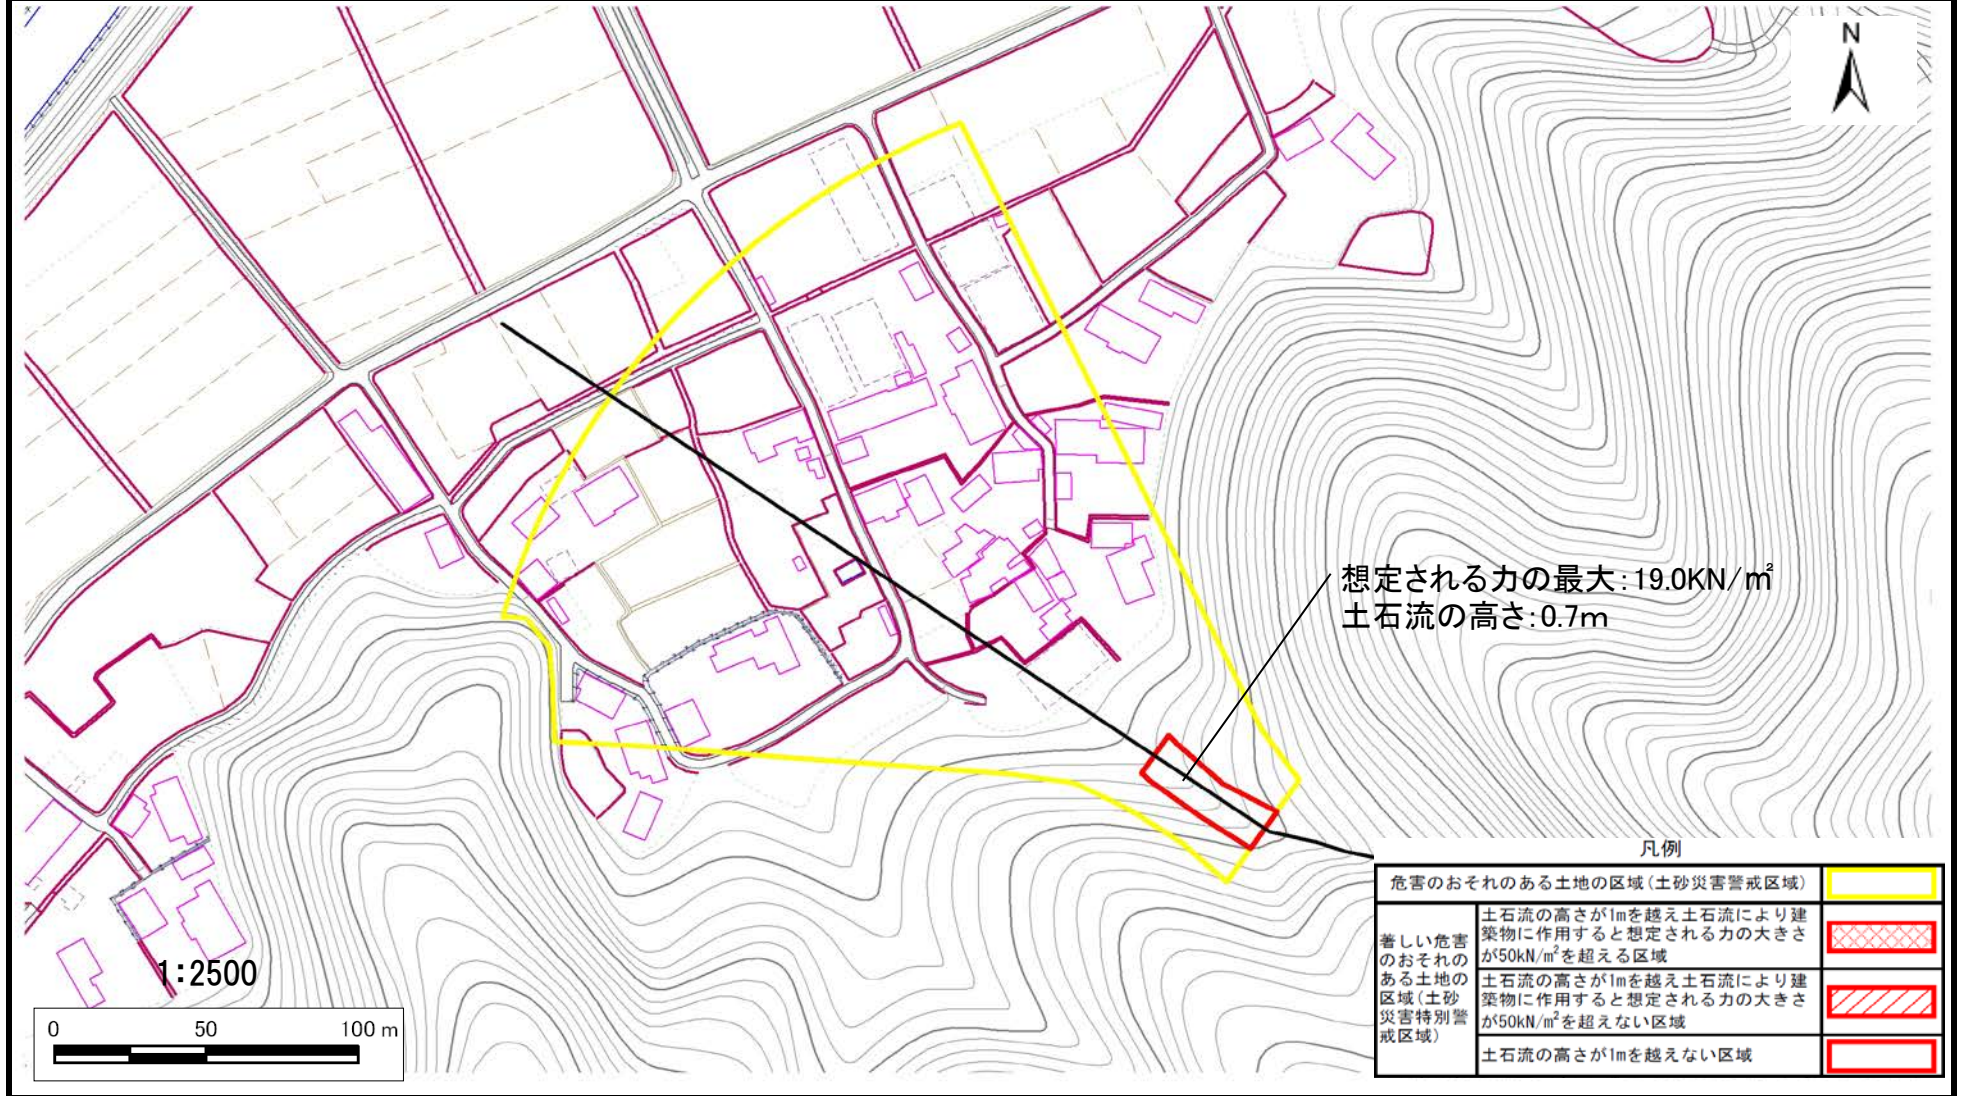 N
想定される力の最大:19.0KN/㎡
土石流の高さ:0.7m
1:2500
0 50 100 m
凡例
危害のおそれのある土地の区域(土砂災害警戒区域)
著しい危害
のおそれの
ある土地の
区域(土砂
災害特別警
戒区域)
土石流の高さが1mを越え土石流により建
築物に作用すると想定される力の大きさ
が50kN/㎡を超える区域
土石流の高さが1mを越え土石流により建
築物に作用すると想定される力の大きさ
が50kN/㎡を超えない区域
土石流の高さが1mを越えない区域